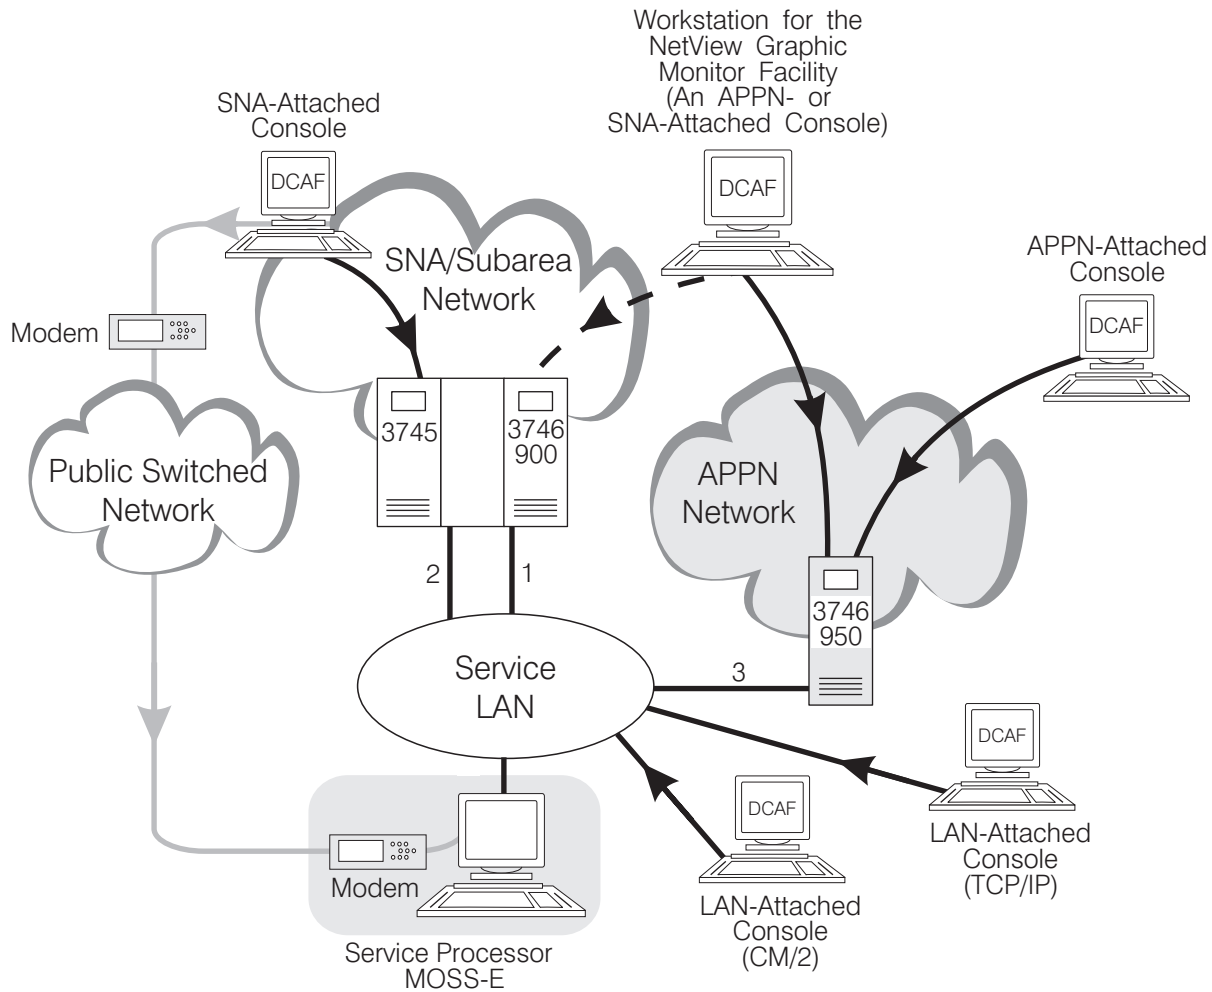 Workstation for the
NetView Graphic
Monitor Facility
(An APPN- or
SNA-Attached Console)
SNA-Attached
Console
DCAF
DCAF
APPN-Attached
Console
DCAF
SNA/Subarea
Network
Modem
3745
3746
900
Public Switched
Network
APPN
Network
2
1
3746
950
Service
LAN
3
DCAF
LAN-Attached
Console
(TCP/IP)
DCAF
LAN-Attached
Console
(CM/2)
Modem
Service Processor
MOSS-E